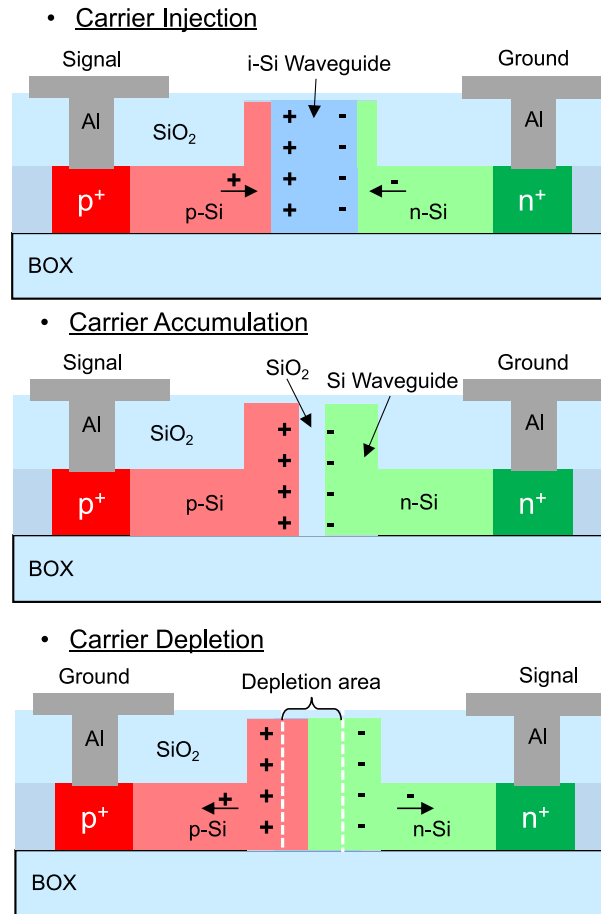 • Carrier Injection
Signal
i-Si Waveguide
Ground
Al
SiO₂
+ -
Al
+ -
p⁺
+
p-Si
+ -
-
n-Si
n⁺
+ -
BOX
• Carrier Accumulation
Signal
SiO₂
Si Waveguide
Ground
Al
SiO₂
+ -
Al
+ -
p⁺
p-Si
+ -
n-Si
n⁺
+ -
BOX
• Carrier Depletion
Ground
Depletion area
Signal
Al
SiO₂
+ -
Al
+ -
p⁺
+
p-Si
+ -
-
n-Si
n⁺
+ -
BOX